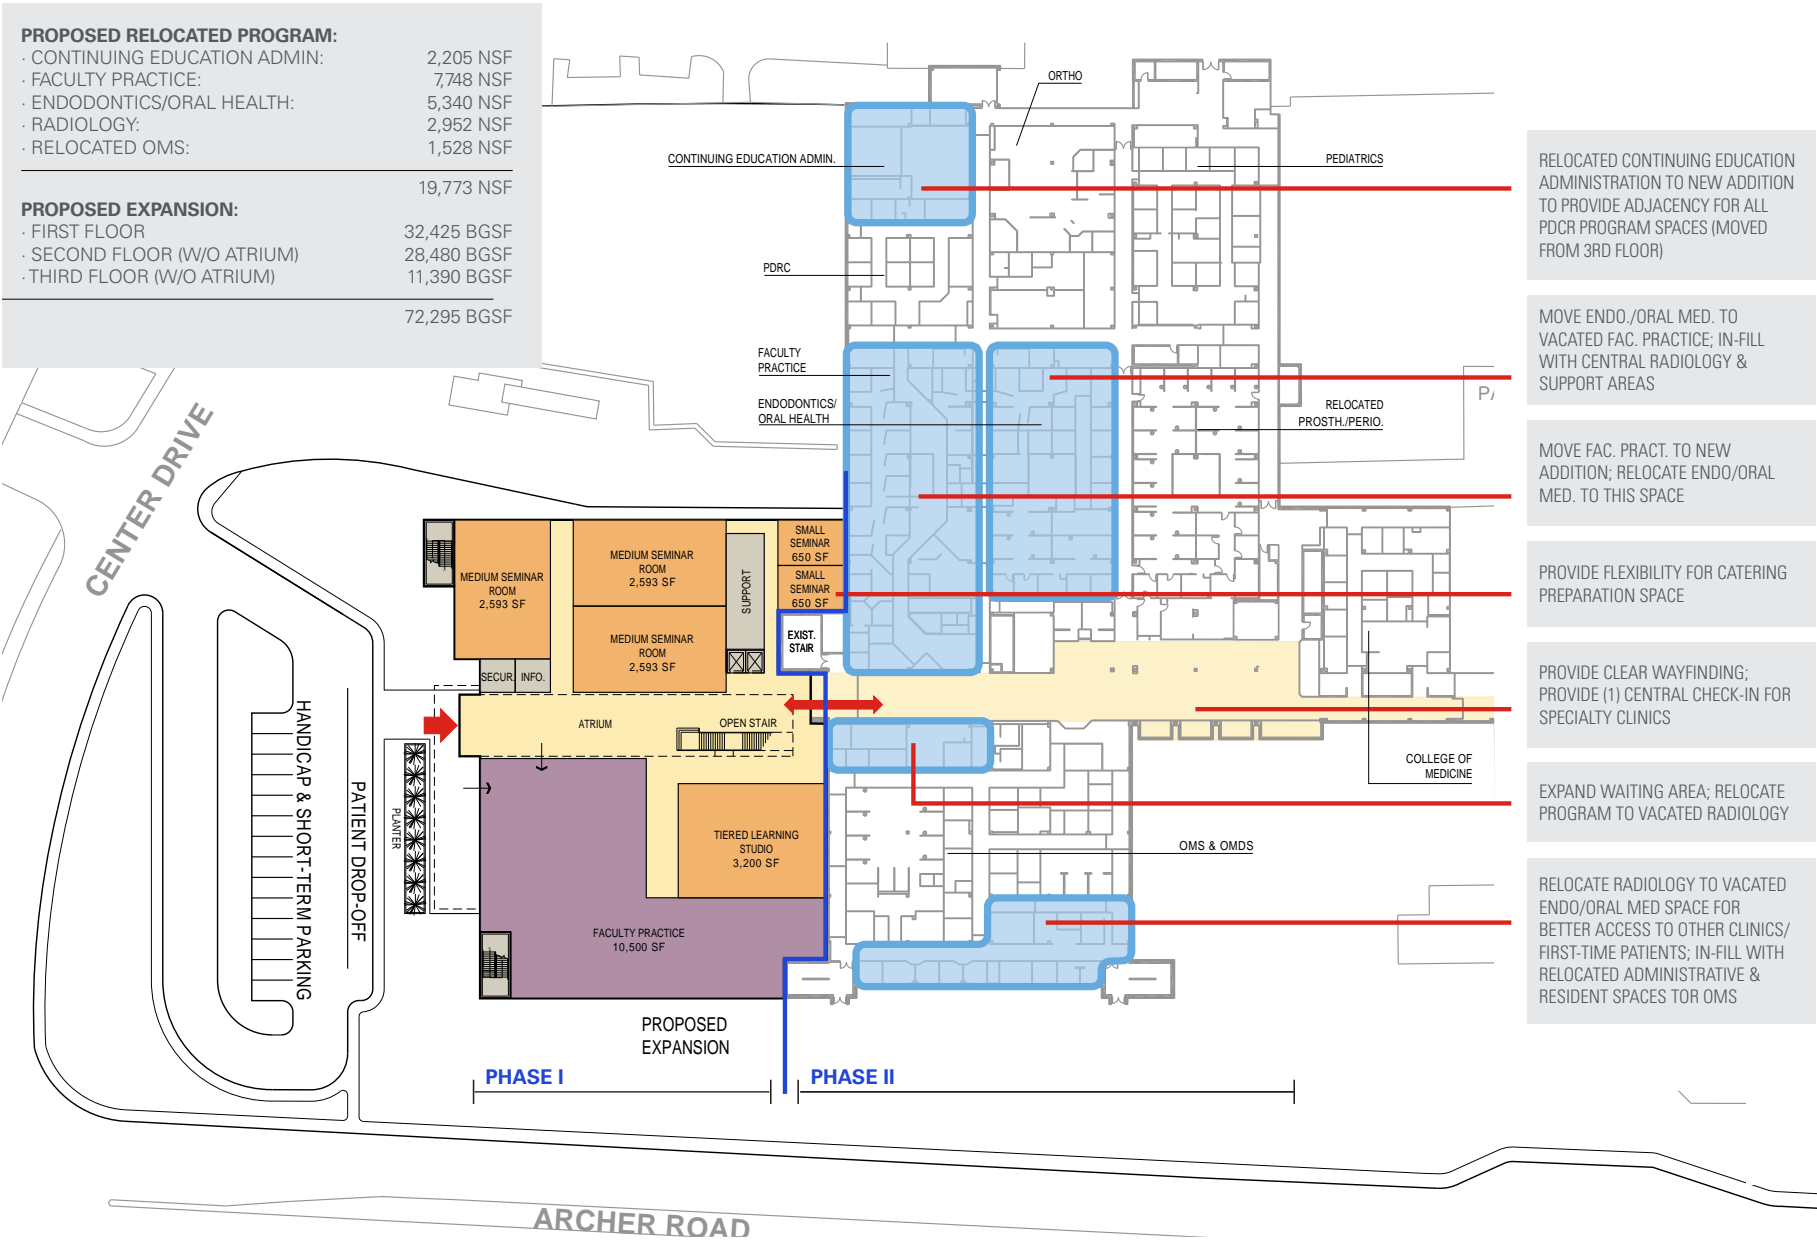 PROPOSED RELOCATED PROGRAM:
· CONTINUING EDUCATION ADMIN: 2,205 NSF
· FACULTY PRACTICE: 7,748 NSF
· ENDODONTICS/ORAL HEALTH: 5,340 NSF
· RADIOLOGY: 2,952 NSF
· RELOCATED OMS: 1,528 NSF
19,773 NSF
PROPOSED EXPANSION:
· FIRST FLOOR 32,425 BGSF
· SECOND FLOOR (W/O ATRIUM) 28,480 BGSF
· THIRD FLOOR (W/O ATRIUM) 11,390 BGSF
72,295 BGSF
ORTHO
CONTINUING EDUCATION ADMIN.
PEDIATRICS
PDRC
FACULTY
PRACTICE
ENDODONTICS/
ORAL HEALTH
RELOCATED
PROSTH./PERIO.
CENTER DRIVE
MEDIUM SEMINAR
ROOM
2,593 SF
MEDIUM SEMINAR
ROOM
2,593 SF
MEDIUM SEMINAR
ROOM
2,593 SF
SUPPORT
SMALL
SEMINAR
650 SF
SMALL
SEMINAR
650 SF
EXIST.
STAIR
SECUR.
INFO.
ATRIUM
OPEN STAIR
TIERED LEARNING
STUDIO
3,200 SF
FACULTY PRACTICE
10,500 SF
PLANTER
PATIENT DROP-OFF
HANDICAP & SHORT-TERM PARKING
COLLEGE OF
MEDICINE
OMS & OMDS
PROPOSED
EXPANSION
PHASE I
PHASE II
ARCHER ROAD
RELOCATED CONTINUING EDUCATION
ADMINISTRATION TO NEW ADDITION
TO PROVIDE ADJACENCY FOR ALL
PDCR PROGRAM SPACES (MOVED
FROM 3RD FLOOR)
MOVE ENDO./ORAL MED. TO
VACATED FAC. PRACTICE; IN-FILL
WITH CENTRAL RADIOLOGY &
SUPPORT AREAS
MOVE FAC. PRACT. TO NEW
ADDITION; RELOCATE ENDO/ORAL
MED. TO THIS SPACE
PROVIDE FLEXIBILITY FOR CATERING
PREPARATION SPACE
PROVIDE CLEAR WAYFINDING;
PROVIDE (1) CENTRAL CHECK-IN FOR
SPECIALTY CLINICS
EXPAND WAITING AREA; RELOCATE
PROGRAM TO VACATED RADIOLOGY
RELOCATE RADIOLOGY TO VACATED
ENDO/ORAL MED SPACE FOR
BETTER ACCESS TO OTHER CLINICS/
FIRST-TIME PATIENTS; IN-FILL WITH
RELOCATED ADMINISTRATIVE &
RESIDENT SPACES TOR OMS